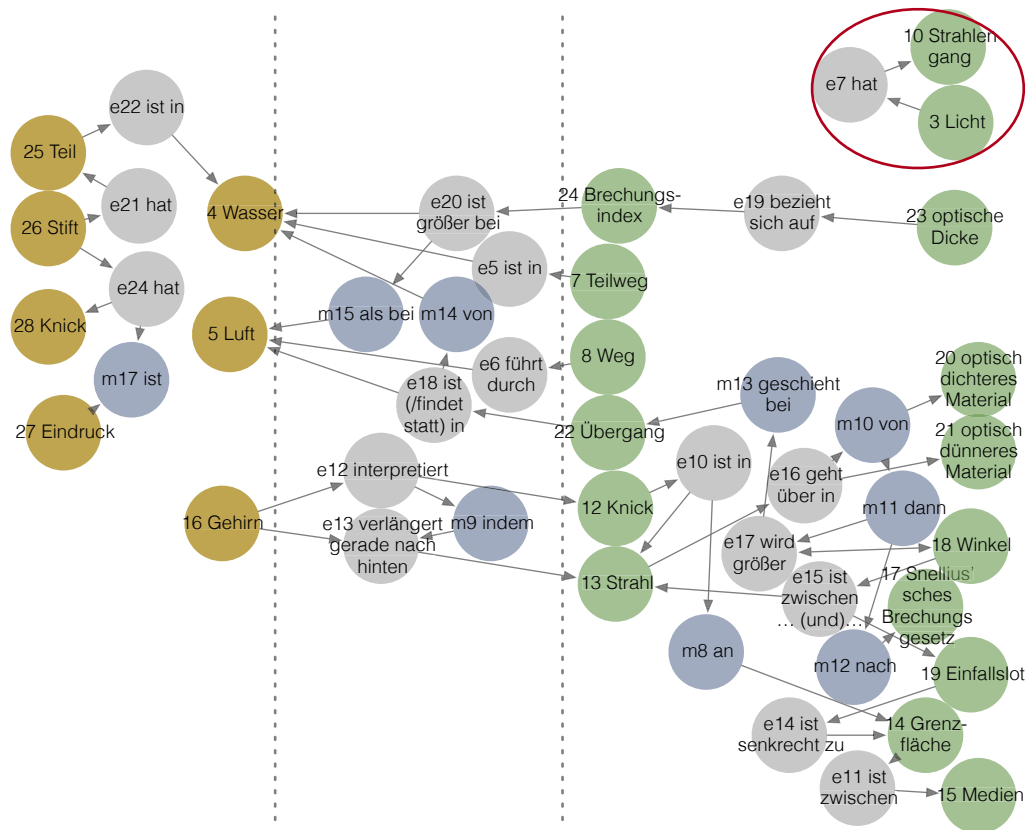 10 Strahlen
gang
e7 hat
3 Licht
e22 ist in
25 Teil
e21 hat
26 Stift
e24 hat
28 Knick
m17 ist
27 Eindruck
4 Wasser
5 Luft
16 Gehirn
e20 ist
größer bei
e5 ist in
m15 als bei
m14 von
e6 führt
durch
e18 ist
(/findet
statt) in
e12 interpretiert
e13 verlängert
gerade nach
hinten
m9 indem
24 Brechungs-
index
e19 bezieht
sich auf
23 optische
Dicke
7 Teilweg
8 Weg
22 Übergang
12 Knick
13 Strahl
m13 geschieht
bei
e10 ist in
e16 geht
über in
m10 von
20 optisch
dichteres
Material
21 optisch
dünneres
Material
m11 dann
e17 wird
größer
18 Winkel
e15 ist
zwischen
… (und)…
17 Snellius’
sches
Brechungs
gesetz
m8 an
m12 nach
19 Einfallslot
e14 ist
senkrecht zu
14 Grenz-
fläche
e11 ist
zwischen
15 Medien